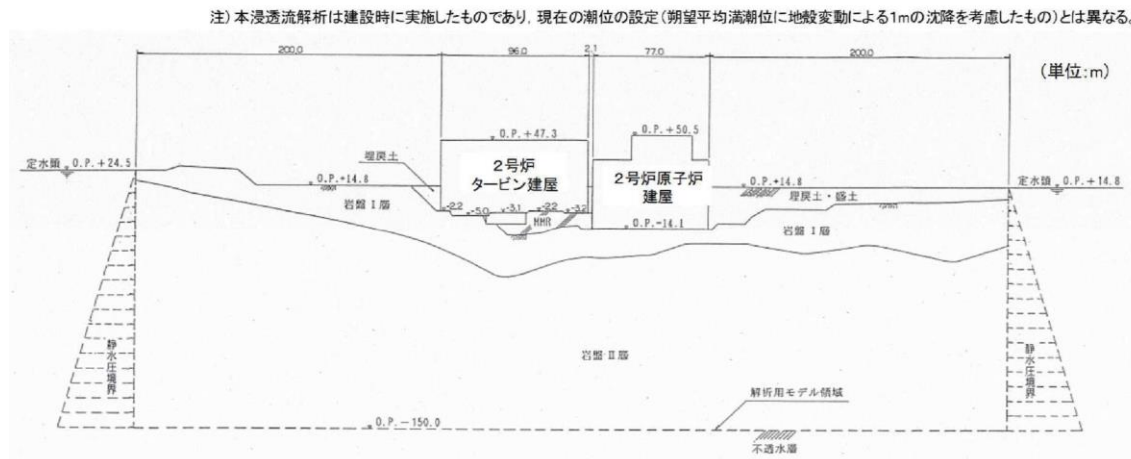 注) 本浸透流解析は建設時に実施したものであり，現在の潮位の設定(朔望平均満潮位に地殻変動による1mの沈降を考慮したもの)とは異なる。
200.0 96.0 2.1 77.0 200.0
(単位:m)
O.P.+47.3 O.P.+50.5
埋戻土
2号炉
タービン建屋
2号炉原子炉
建屋
定水頭 O.P.+24.5
O.P.+14.8 O.P.+14.8
定水頭 O.P.+14.8
埋戻土・盛土
岩盤Ⅰ層
-2.2 -5.0 -3.1 -2.2 -3.2
MMR
O.P.-14.1
岩盤Ⅰ層
岩盤Ⅱ層
静水圧境界
静水圧境界
解析用モデル領域
O.P.-150.0
不透水層